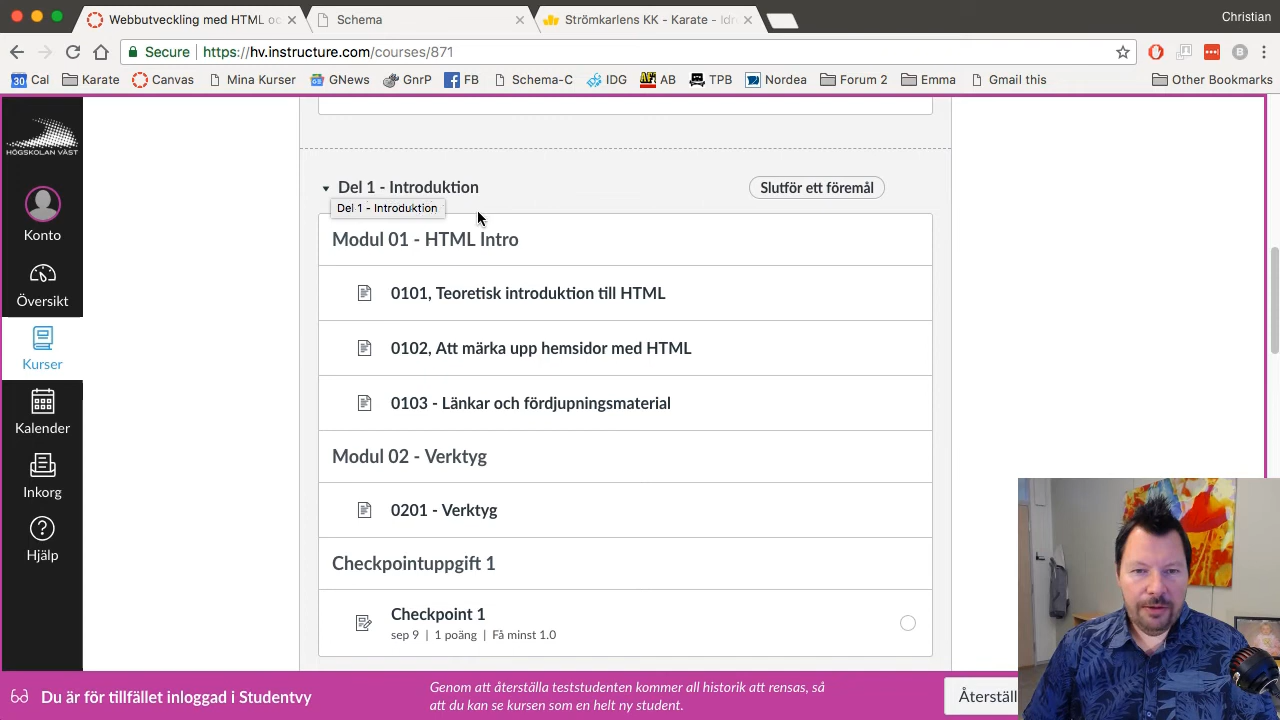 Webbutveckling med HTML oc
Schema
Strömkarlens KK - Karate - Idr
Christian
Secure
https://hv.instructure.com/courses/871
B
30 Cal
Karate
Canvas
Mina Kurser
GNews
GnrP
FB
Schema-C
IDG
AB
TFB
Nordea
Forum 2
Emma
Gmail this
Other Bookmarks
HÖGSKOLAN VÄST
Konto
Översikt
Kurser
Kalender
Inkorg
Hjälp
Del 1 - Introduktion
Slutför ett föremål
Del 1 - Introduktion
Modul 01 - HTML Intro
0101, Teoretisk introduktion till HTML
0102, Att märka upp hemsidor med HTML
0103 - Länkar och fördjupningsmaterial
Modul 02 - Verktyg
0201 - Verktyg
Checkpointuppgift 1
Checkpoint 1
sep 9 | 1 poäng | Få minst 1.0
Du är för tillfället inloggad i Studentvy
Genom att återställa teststudenten kommer all historik att rensas, så
att du kan se kursen som en helt ny student.
Återställ